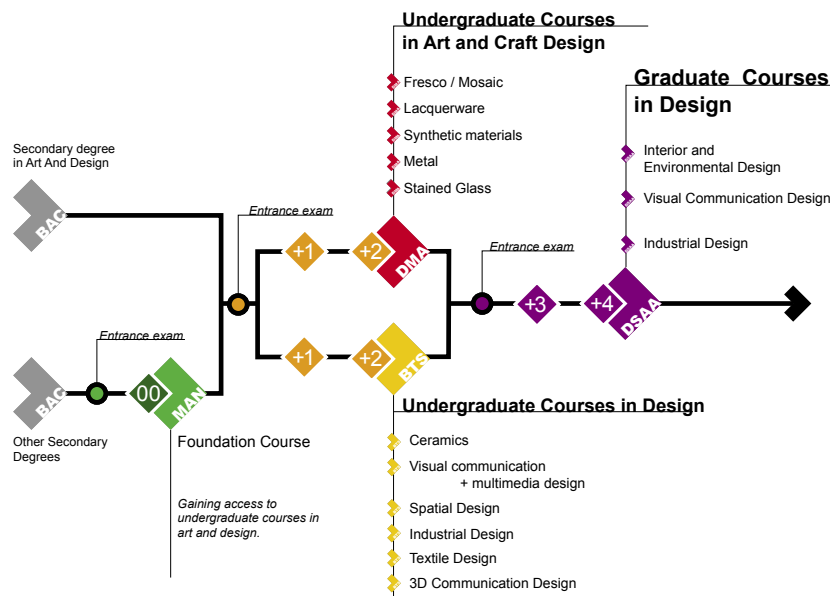 Undergraduate Courses
in Art and Craft Design
Fresco / Mosaic
Lacquerware
Synthetic materials
Metal
Stained Glass
Graduate Courses
in Design
Interior and
Environmental Design
Visual Communication Design
Industrial Design
Secondary degree
in Art And Design
BAC
Entrance exam
+1
+2
DMA
Entrance exam
+3
+4
DSAA
Entrance exam
BAC
00
MAN
+1
+2
BTS
Other Secondary
Degrees
Foundation Course
Gaining access to
undergraduate courses in
art and design.
Undergraduate Courses in Design
Ceramics
Visual communication
+ multimedia design
Spatial Design
Industrial Design
Textile Design
3D Communication Design